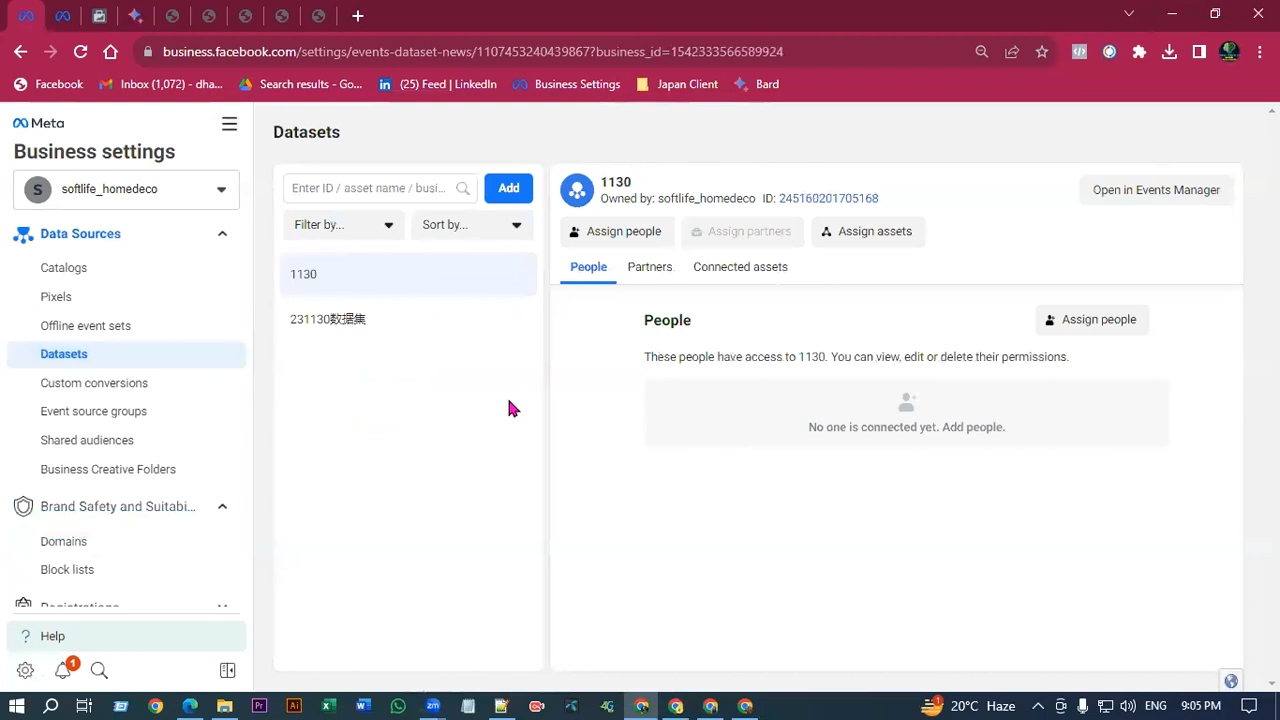 business.facebook.com/settings/events-dataset-news/1107453240439867?business_id=1542333566589924
Facebook
Inbox (1,072) - dha...
Search results - Go...
(25) Feed | LinkedIn
Business Settings
Japan Client
Bard
Meta
Business settings
S
softlife_homedeco
Data Sources
Catalogs
Pixels
Offline event sets
Datasets
Custom conversions
Event source groups
Shared audiences
Business Creative Folders
Brand Safety and Suitabi...
Domains
Block lists
Registrations
? Help
1
Datasets
Enter ID / asset name / busi...
Add
Filter by...
Sort by...
1130
231130数据集
1130
Owned by: softlife_homedeco ID: 245160201705168
Open in Events Manager
Assign people
Assign partners
Assign assets
People
Partners
Connected assets
People
Assign people
These people have access to 1130. You can view, edit or delete their permissions.
No one is connected yet. Add people.
1
20°C Haze
ENG
9:05 PM